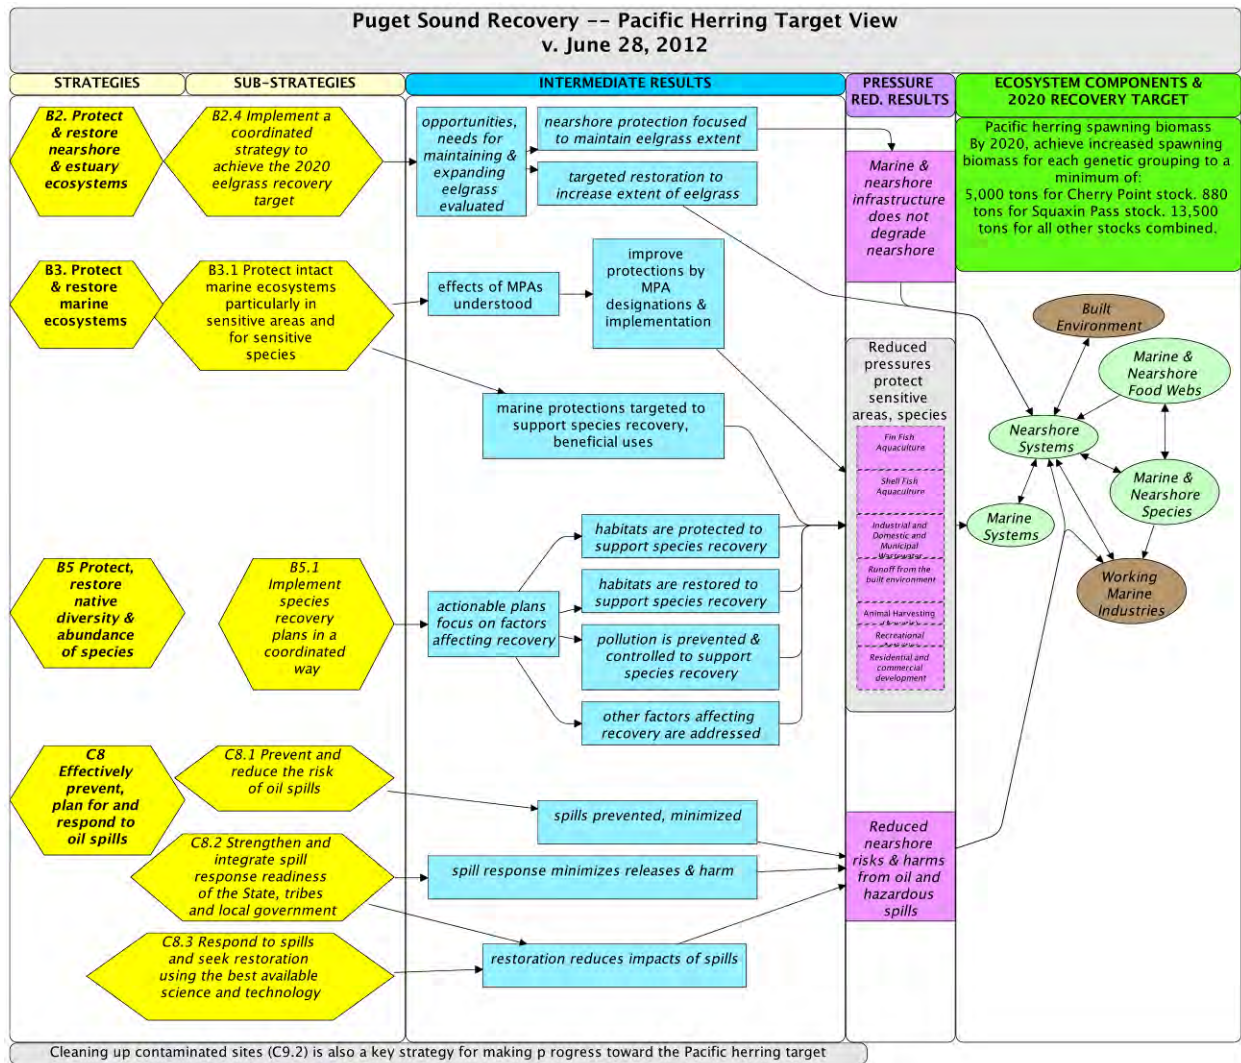 Puget Sound Recovery -- Pacific Herring Target View
v. June 28, 2012
STRATEGIES
SUB-STRATEGIES
INTERMEDIATE RESULTS
PRESSURE
RED. RESULTS
ECOSYSTEM COMPONENTS &
2020 RECOVERY TARGET
B2. Protect
& restore
nearshore
& estuary
ecosystems
B2.4 Implement a
coordinated
strategy to
achieve the 2020
eelgrass recovery
target
opportunities,
needs for
maintaining &
expanding
eelgrass
evaluated
nearshore protection focused
to maintain eelgrass extent
targeted restoration to
increase extent of eelgrass
Marine &
nearshore
infrastructure
does not
degrade
nearshore
Pacific herring spawning biomass
By 2020, achieve increased spawning
biomass for each genetic grouping to a
minimum of:
5,000 tons for Cherry Point stock. 880
tons for Squaxin Pass stock. 13,500
tons for all other stocks combined.
B3. Protect
& restore
marine
ecosystems
B3.1 Protect intact
marine ecosystems
particularly in
sensitive areas and
for sensitive
species
effects of MPAs
understood
improve
protections by
MPA
designations &
implementation
marine protections targeted to
support species recovery,
beneficial uses
Reduced
pressures
protect
sensitive
areas, species
Fin Fish
Aquaculture
Shell Fish
Aquaculture
Industrial and
Domestic and
Municipal
Runoff from the
built environment
Animal Harvesting
Recreational
Residential and
commercial
development
Built
Environment
Marine &
Nearshore
Food Webs
Nearshore
Systems
Marine &
Nearshore
Species
Marine
Systems
Working
Marine
Industries
B5 Protect,
restore
native
diversity &
abundance
of species
B5.1
Implement
species
recovery
plans in a
coordinated
way
actionable plans
focus on factors
affecting recovery
habitats are protected to
support species recovery
habitats are restored to
support species recovery
pollution is prevented &
controlled to support
species recovery
other factors affecting
recovery are addressed
C8
Effectively
prevent,
plan for and
respond to
oil spills
C8.1 Prevent and
reduce the risk
of oil spills
C8.2 Strengthen and
integrate spill
response readiness
of the State, tribes
and local government
C8.3 Respond to spills
and seek restoration
using the best available
science and technology
spills prevented, minimized
spill response minimizes releases & harm
restoration reduces impacts of spills
Reduced
nearshore
risks & harms
from oil and
hazardous
spills
Cleaning up contaminated sites (C9.2) is also a key strategy for making p rogress toward the Pacific herring target